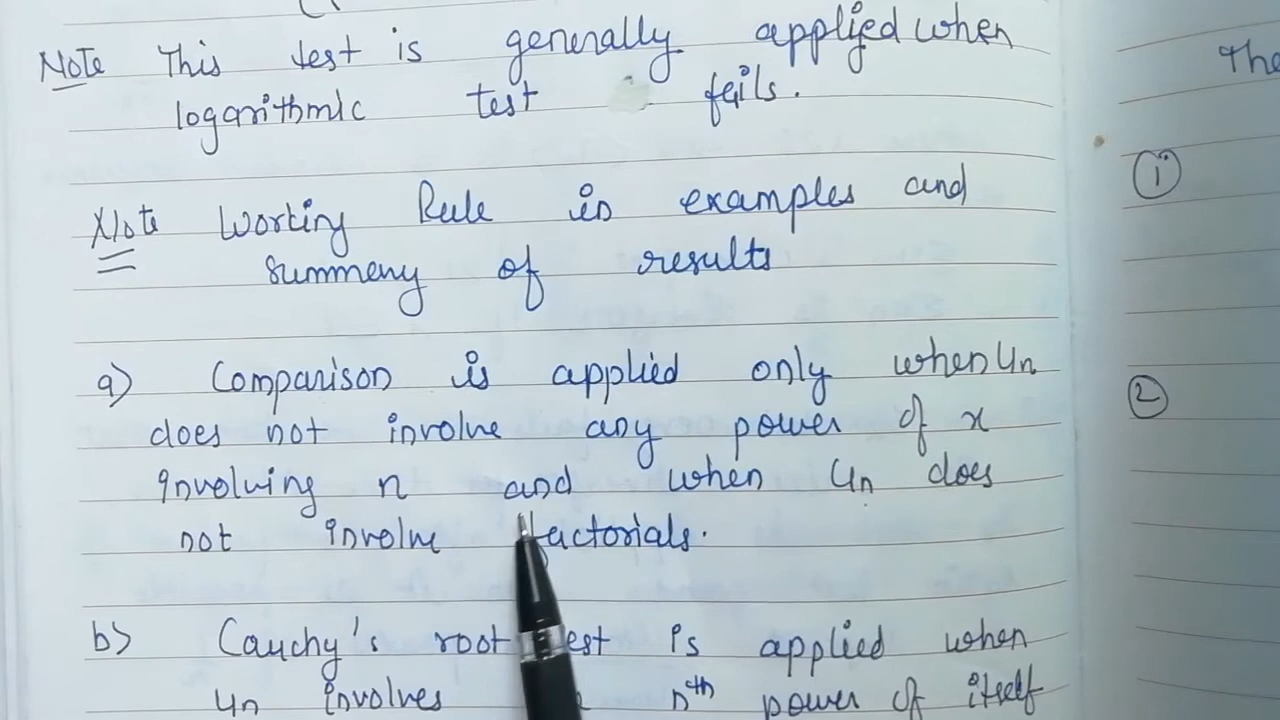 Note This test is generally applied when
logarithmic test fails.
Note Working Rule in examples and
summeny of results
a) Comparison is applied only when Un
does not involve any power of x
involving n and when Un does
not involve factorials.
b) Cauchy's root test is applied when
Un involves nth power of itself
The
①
②